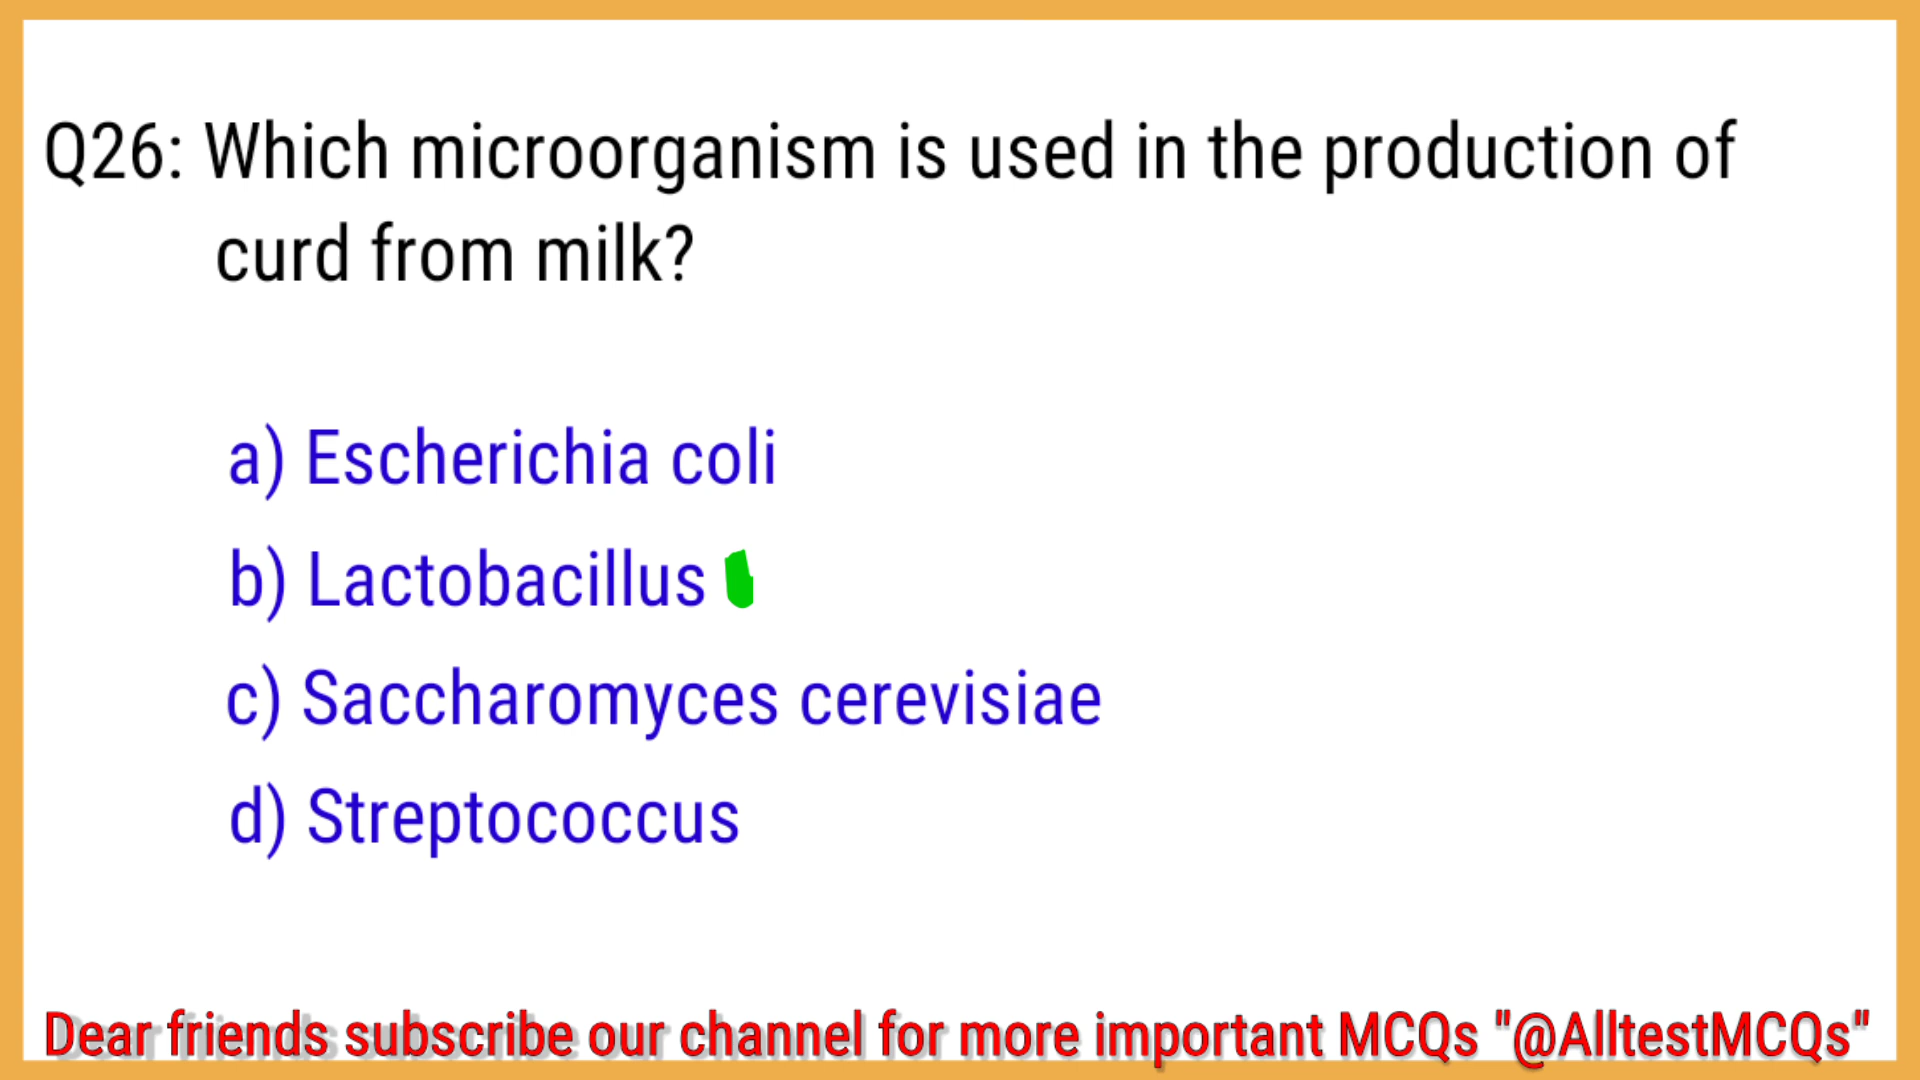 Q26: Which microorganism is used in the production of
curd from milk?
a) Escherichia coli
b) Lactobacillus
c) Saccharomyces cerevisiae
d) Streptococcus
Dear friends subscribe our channel for more important MCQs "@AlltestMCQs"